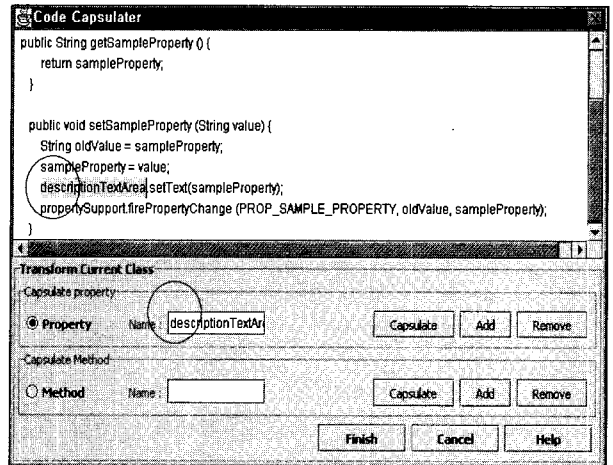 Code Capsulater
public String getSampleProperty () {
return sampleProperty;
}
public void setSampleProperty (String value) {
String oldValue = sampleProperty;
sampleProperty = value;
descriptionTextArea.setText(sampleProperty);
propertySupport.firePropertyChange (PROP_SAMPLE_PROPERTY, oldValue, sampleProperty);
}
Transform Current Class
Capsulate property
Property Name : descriptionTextAr Capsulate Add Remove
Capsulate Method
Method Name : Capsulate Add Remove
Finish Cancel Help